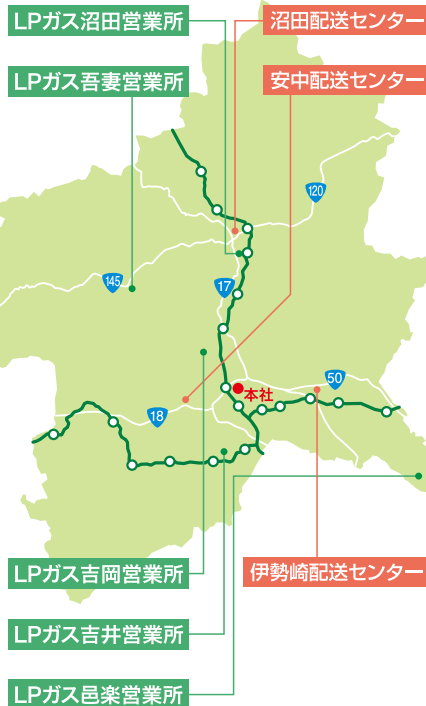 LPガス沼田営業所
沼田配送センター
LPガス吾妻営業所
安中配送センター
120
145
17
50
本社
18
LPガス吉岡営業所
伊勢崎配送センター
LPガス吉井営業所
LPガス邑楽営業所